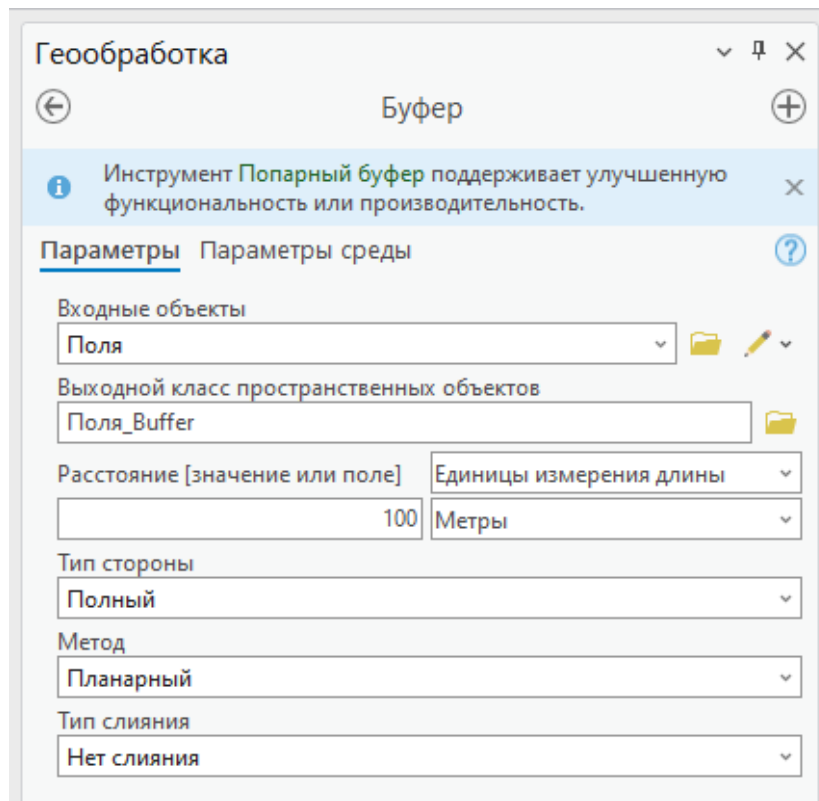 Геообработка
Буфер
Инструмент Попарный буфер поддерживает улучшенную
функциональность или производительность.
Параметры Параметры среды
Входные объекты
Поля
Выходной класс пространственных объектов
Поля_Buffer
Расстояние [значение или поле] Единицы измерения длины
100 Метры
Тип стороны
Полный
Метод
Планарный
Тип слияния
Нет слияния